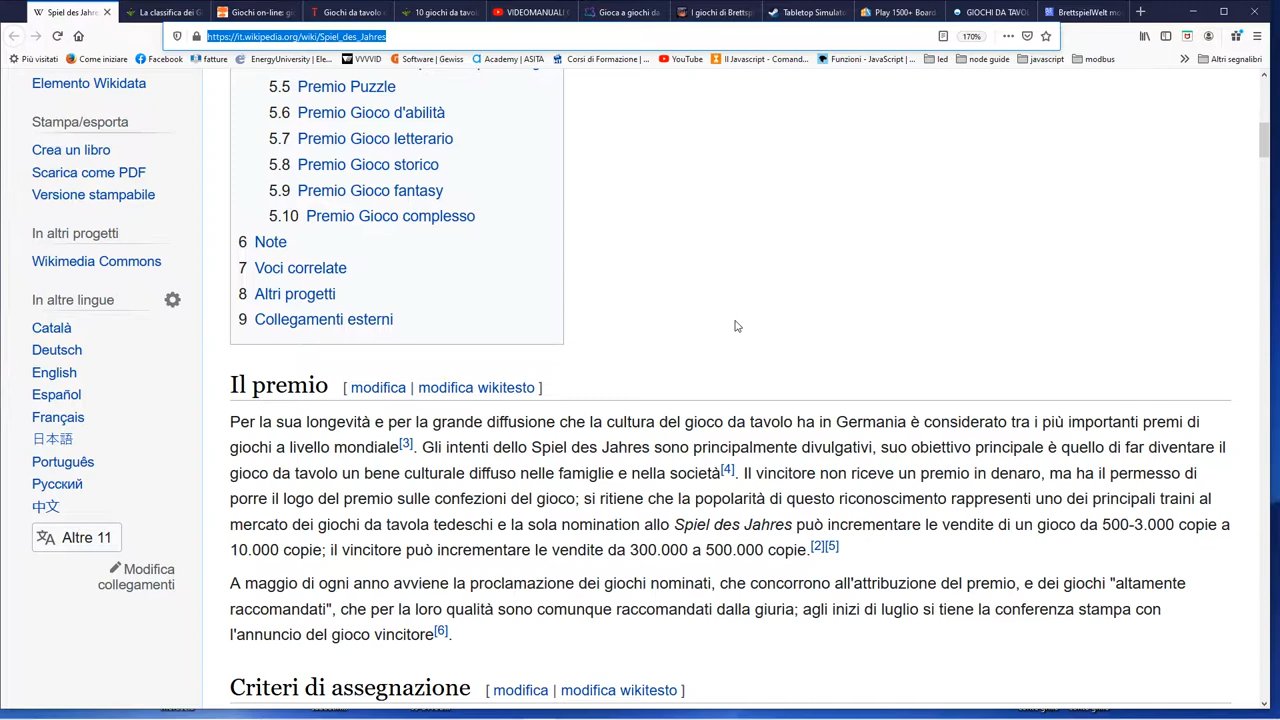 Spiel des Jahre
La classifica dei G
Giochi on-line: g
Giochi da tavolo
10 giochi da tavo
VIDEOMANUALI
Gioca a giochi da
I giochi di Brettsp
Tabletop Simulat
Play 1500+ Board
GIOCHI DA TAVO
BrettspielWelt mo
https://it.wikipedia.org/wiki/Spiel_des_Jahres
170%
Più visitati
Come iniziare
Facebook
fatture
EnergyUniversity | Ele...
VVVVID
Software | Gewiss
Academy | ASITA
Corsi di Formazione | ...
YouTube
Il Javascript - Comand...
Funzioni - JavaScript | ...
led
node guide
javascript
modbus
Altri segnalibri
Elemento Wikidata
Stampa/esporta
Crea un libro
Scarica come PDF
Versione stampabile
In altri progetti
Wikimedia Commons
In altre lingue
Català
Deutsch
English
Español
Français
日本語
Português
Русский
中文
Altre 11
Modifica
collegamenti
5.5 Premio Puzzle
5.6 Premio Gioco d'abilità
5.7 Premio Gioco letterario
5.8 Premio Gioco storico
5.9 Premio Gioco fantasy
5.10 Premio Gioco complesso
6 Note
7 Voci correlate
8 Altri progetti
9 Collegamenti esterni
Il premio [ modifica | modifica wikitesto ]
Per la sua longevità e per la grande diffusione che la cultura del gioco da tavolo ha in Germania è considerato tra i più importanti premi di
giochi a livello mondiale[3]. Gli intenti dello Spiel des Jahres sono principalmente divulgativi, suo obiettivo principale è quello di far diventare il
gioco da tavolo un bene culturale diffuso nelle famiglie e nella società[4]. Il vincitore non riceve un premio in denaro, ma ha il permesso di
porre il logo del premio sulle confezioni del gioco; si ritiene che la popolarità di questo riconoscimento rappresenti uno dei principali traini al
mercato dei giochi da tavola tedeschi e la sola nomination allo Spiel des Jahres può incrementare le vendite di un gioco da 500-3.000 copie a
10.000 copie; il vincitore può incrementare le vendite da 300.000 a 500.000 copie.[2][5]
A maggio di ogni anno avviene la proclamazione dei giochi nominati, che concorrono all'attribuzione del premio, e dei giochi "altamente
raccomandati", che per la loro qualità sono comunque raccomandati dalla giuria; agli inizi di luglio si tiene la conferenza stampa con
l'annuncio del gioco vincitore[6].
Criteri di assegnazione [ modifica | modifica wikitesto ]